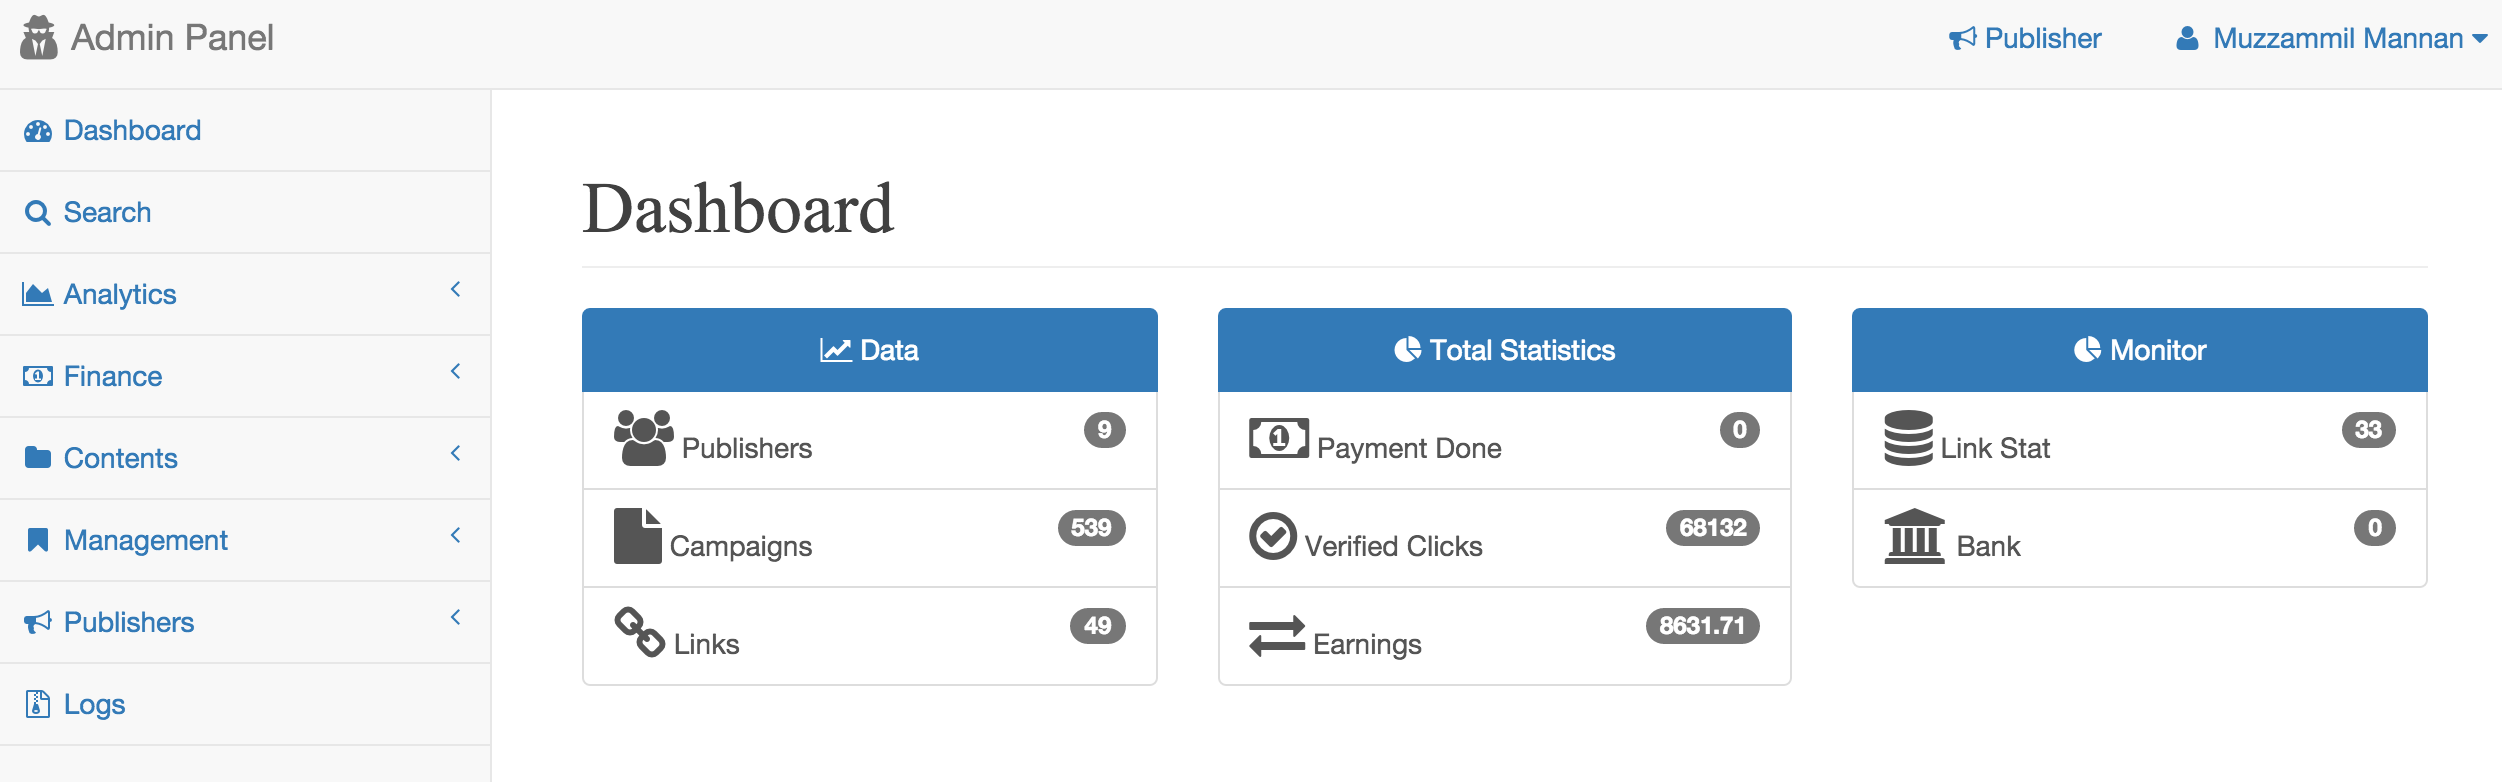 Admin Panel
Publisher
Muzzammil Mannan
Dashboard
Search
Analytics
Finance
Contents
Management
Publishers
Logs
Dashboard
Data
Publishers 9
Campaigns 539
Links 49
Total Statistics
Payment Done 0
Verified Clicks 68132
Earnings 8631.71
Monitor
Link Stat 33
Bank 0